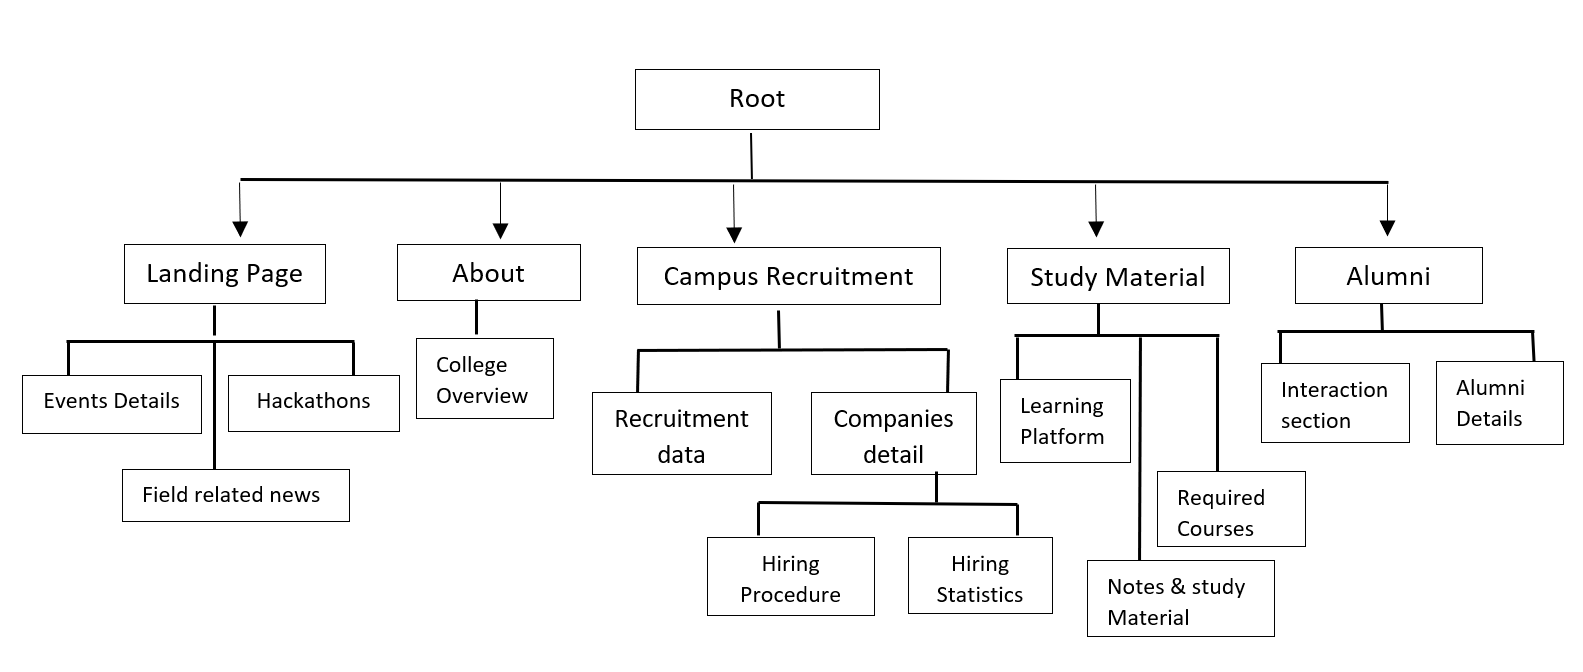 Root
Landing Page
About
Campus Recruitment
Study Material
Alumni
Events Details
Hackathons
Field related news
College
Overview
Recruitment
data
Companies
detail
Hiring
Procedure
Hiring
Statistics
Learning
Platform
Required
Courses
Notes & study
Material
Interaction
section
Alumni
Details